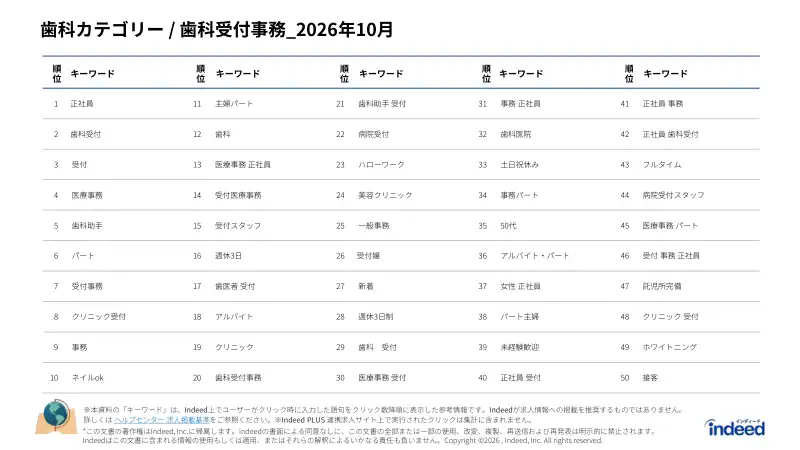 歯科カテゴリー / 歯科受付事務_2026年10月
順位 キーワード 順位 キーワード 順位 キーワード 順位 キーワード 順位 キーワード
1 正社員 11 主婦パート 21 歯科助手 受付 31 事務 正社員 41 正社員 事務
2 歯科受付 12 歯科 22 病院受付 32 歯科医院 42 正社員 歯科受付
3 受付 13 医療事務 正社員 23 ハローワーク 33 土日祝休み 43 フルタイム
4 医療事務 14 受付医療事務 24 美容クリニック 34 事務パート 44 病院受付スタッフ
5 歯科助手 15 受付スタッフ 25 一般事務 35 50代 45 医療事務 パート
6 パート 16 週休3日 26 受付嬢 36 アルバイト・パート 46 受付 事務 正社員
7 受付事務 17 歯医者 受付 27 新着 37 女性 正社員 47 託児所完備
8 クリニック受付 18 アルバイト 28 週休3日制 38 パート主婦 48 クリニック 受付
9 事務 19 クリニック 29 歯科　受付 39 未経験歓迎 49 ホワイトニング
10 ネイルok 20 歯科受付事務 30 医療事務 受付 40 正社員 受付 50 接客
※本資料の「キーワード」は、Indeed上でユーザーがクリック時に入力した語句をクリック数降順に表示した参考情報です。Indeedが求人情報への掲載を推奨するものではありません。
詳しくは ヘルプセンター 求人掲載基準をご参照ください。※Indeed PLUS 連携求人サイト上で実行されたクリックは集計に含まれません。
*この文書の著作権はIndeed, Inc.に帰属します。Indeedの書面による同意なしに、この文書の全部または一部の使用、改変、複製、再送信および再発表は明示的に禁止されます。
Indeedはこの文書に含まれる情報の使用もしくは適用、またはそれらの解釈によるいかなる責任も負いません。Copyright ©2026 , Indeed, Inc. All rights reserved.
インディード
indeed